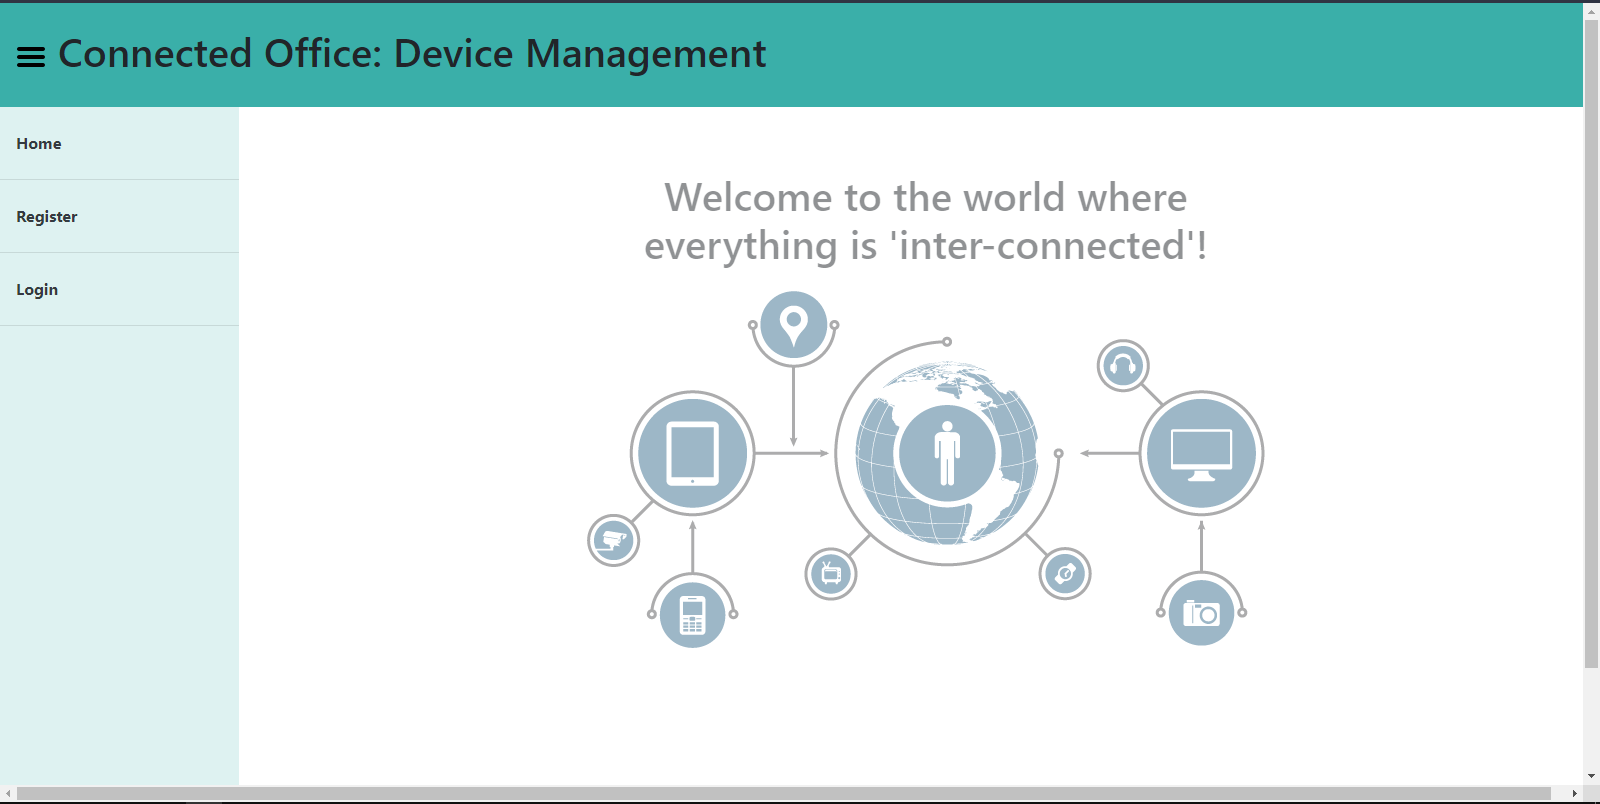 Connected Office: Device Management
Home
Register
Login
Welcome to the world where
everything is 'inter-connected'!